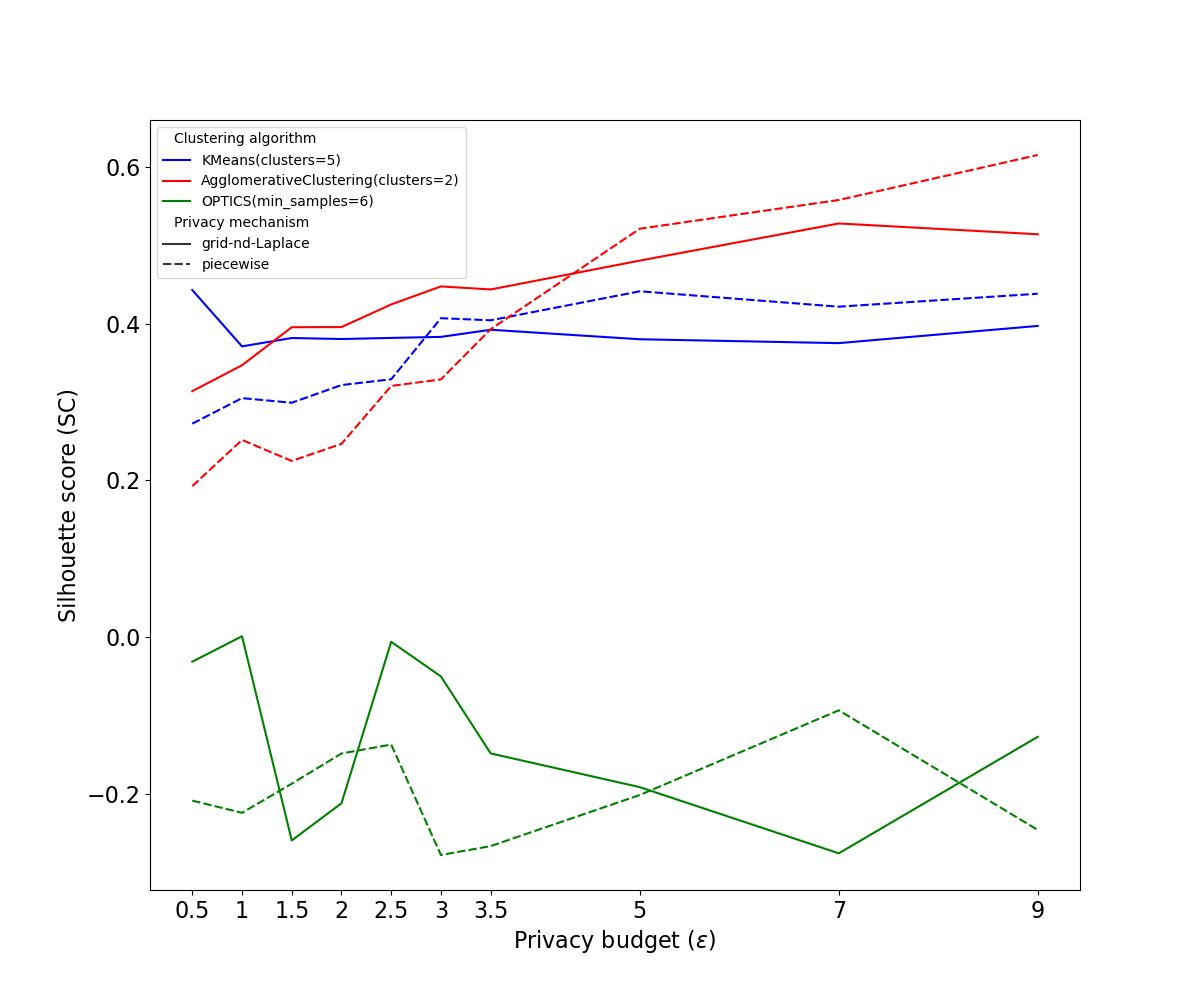 Clustering algorithm
KMeans(clusters=5)
AgglomerativeClustering(clusters=2)
OPTICS(min_samples=6)
Privacy mechanism
grid-nd-Laplace
piecewise
Silhouette score (SC)
0.6
0.4
0.2
0.0
−0.2
0.5 1 1.5 2 2.5 3 3.5 5 7 9
Privacy budget (ε)